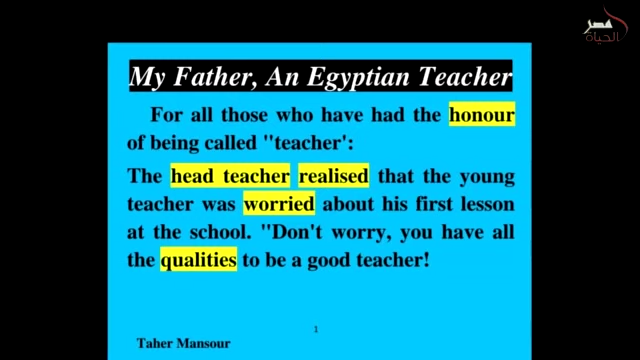 مصر
الحياة
My Father, An Egyptian Teacher
For all those who have had the honour
of being called "teacher':
The head teacher realised that the young
teacher was worried about his first lesson
at the school. "Don't worry, you have all
the qualities to be a good teacher!
1
Taher Mansour